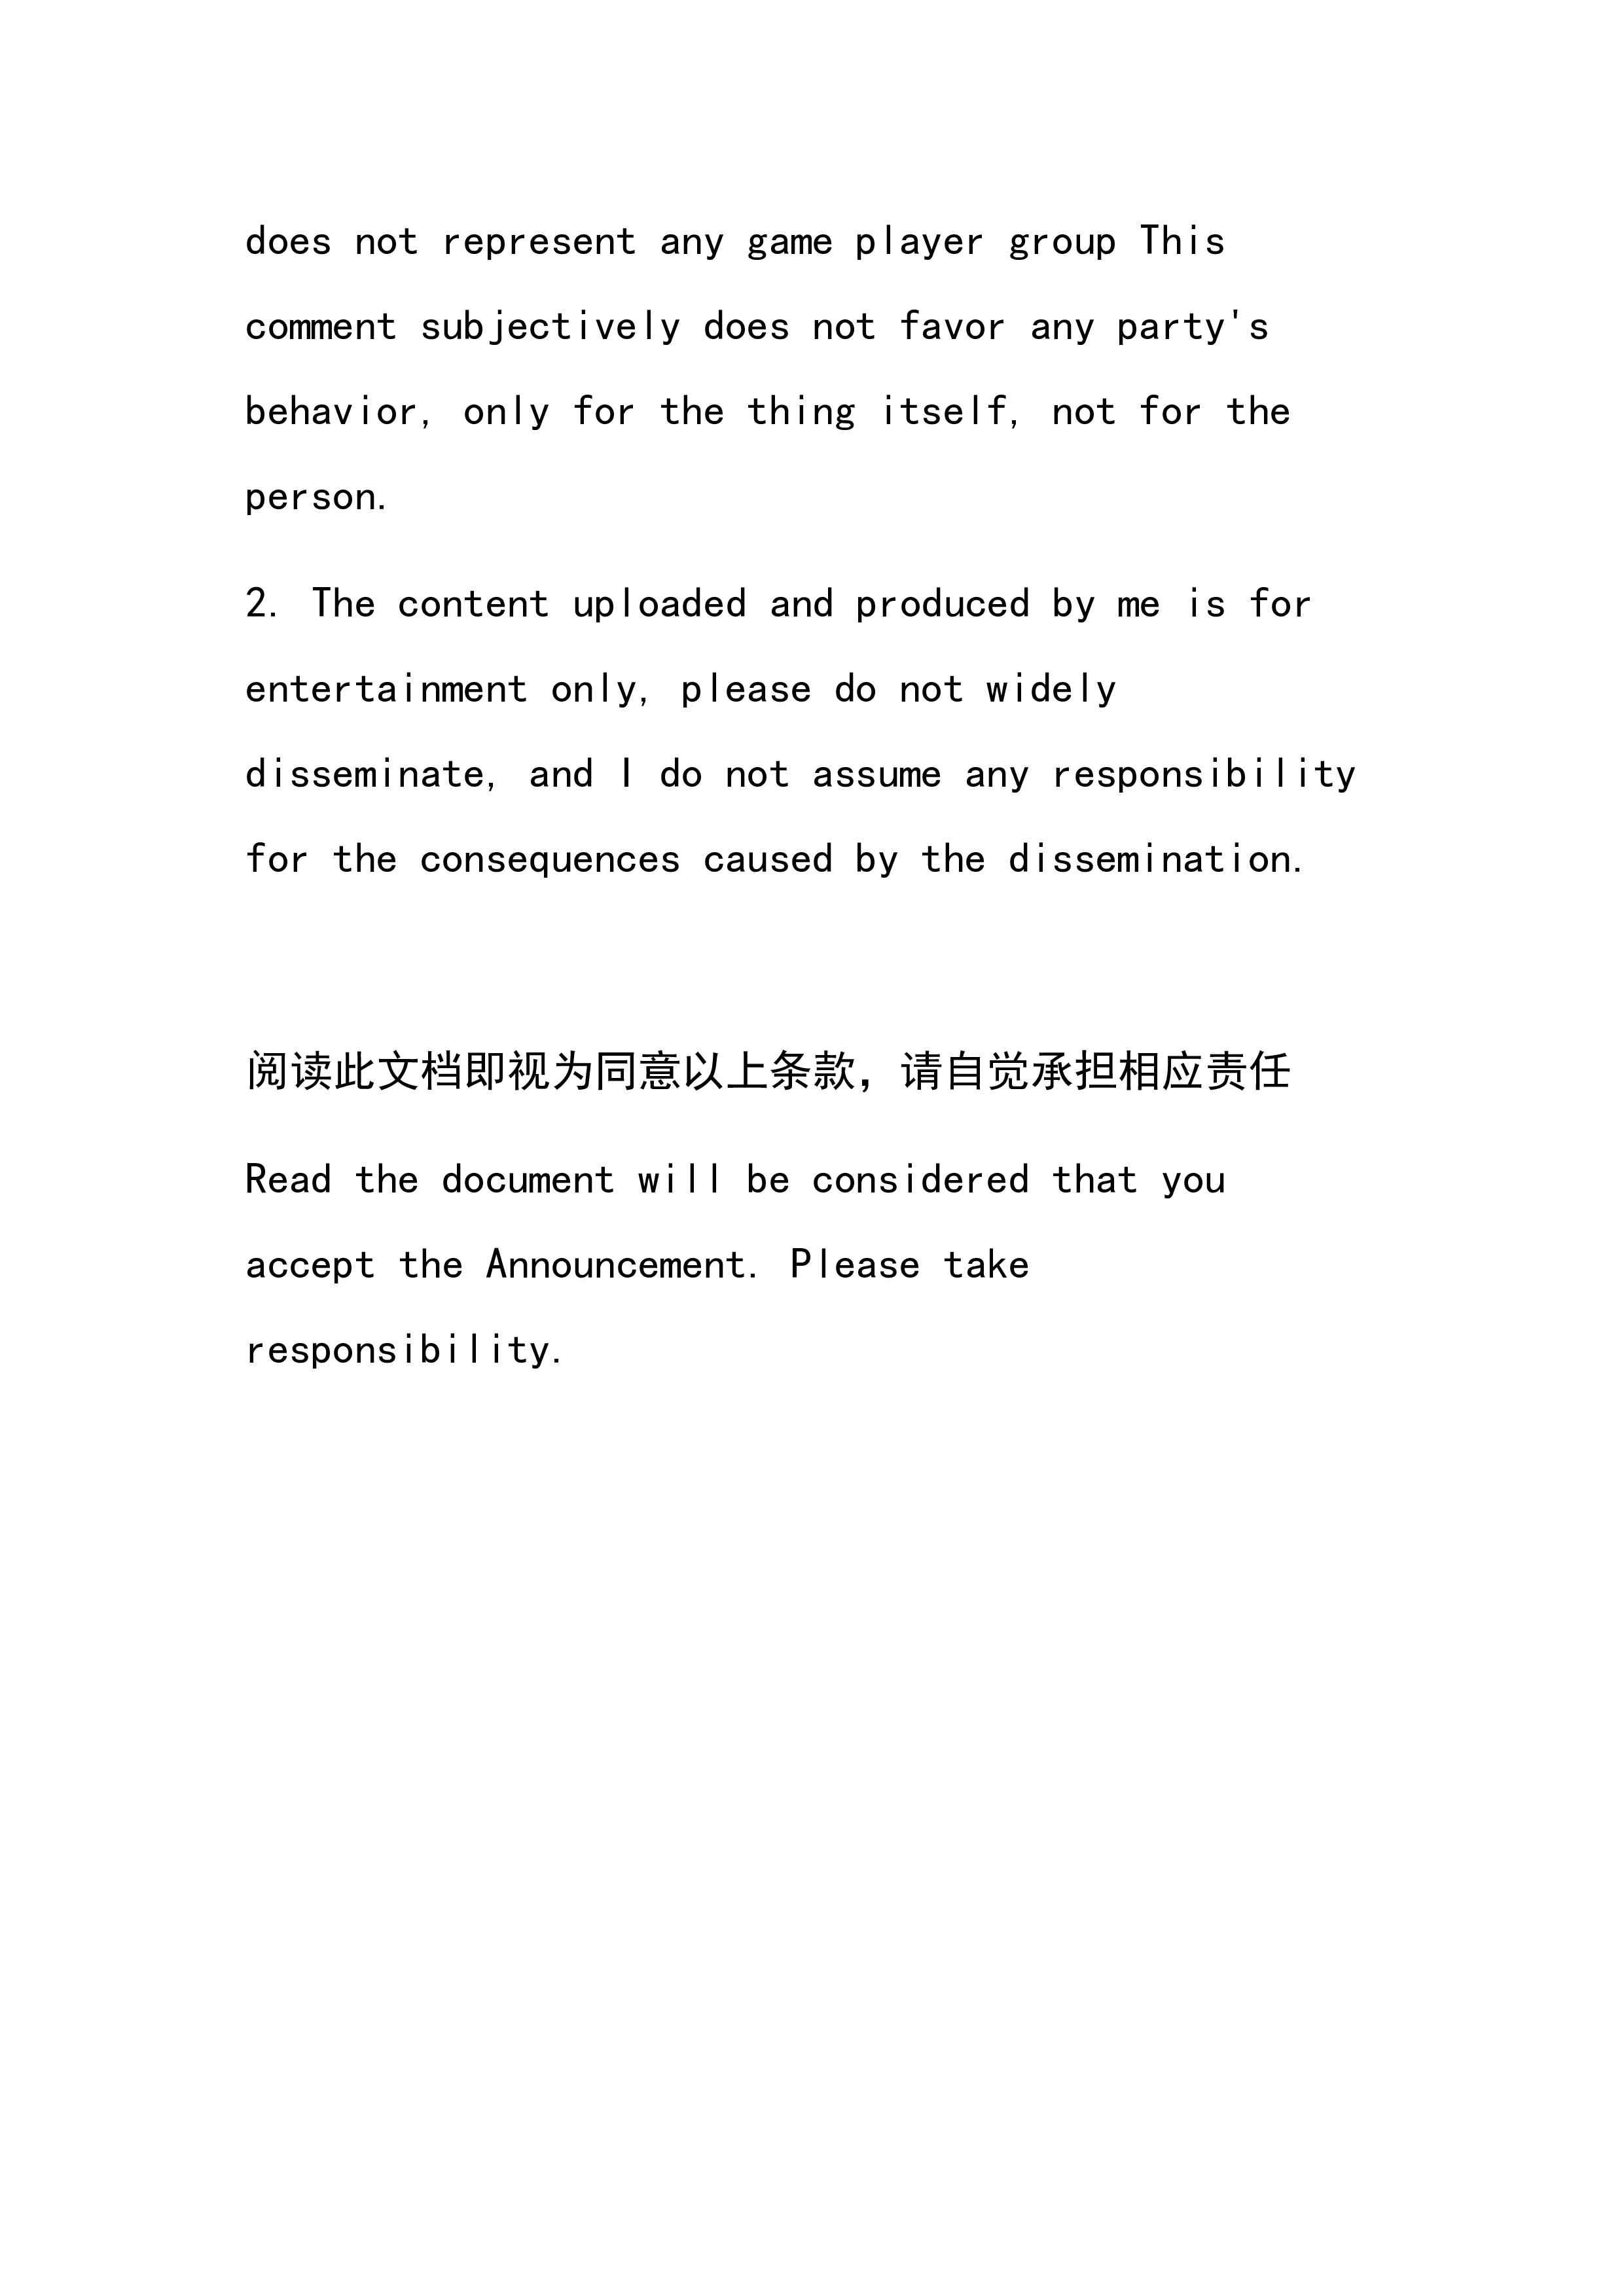 does not represent any game player group This
comment subjectively does not favor any party's
behavior, only for the thing itself, not for the
person.
2. The content uploaded and produced by me is for
entertainment only, please do not widely
disseminate, and I do not assume any responsibility
for the consequences caused by the dissemination.
阅读此文档即视为同意以上条款，请自觉承担相应责任
Read the document will be considered that you
accept the Announcement. Please take
responsibility.